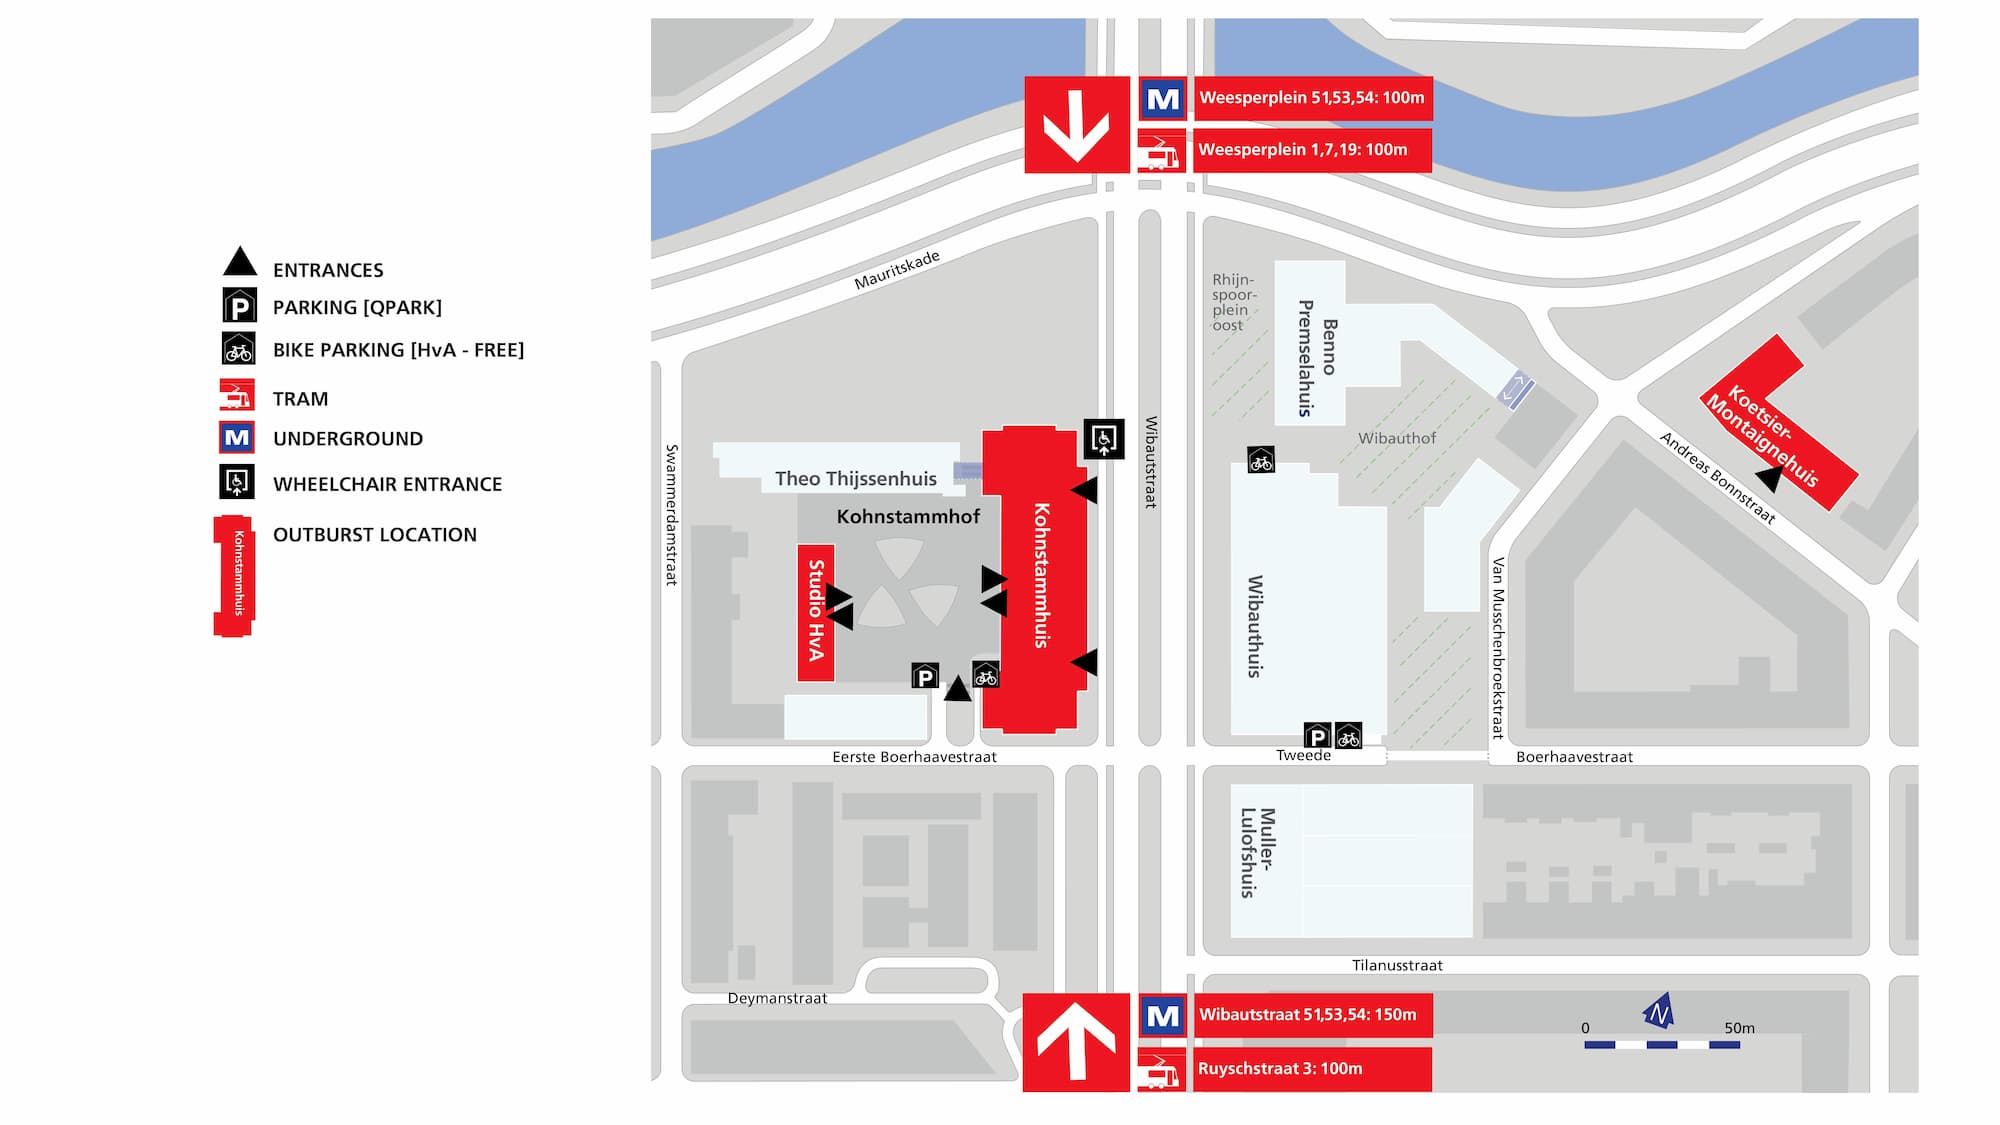 ENTRANCES
P
PARKING [QPARK]
BIKE PARKING [HvA - FREE]
TRAM
M
UNDERGROUND
WHEELCHAIR ENTRANCE
Kohnstammhuis
OUTBURST LOCATION
M
Weesperplein 51,53,54: 100m
Weesperplein 1,7,19: 100m
Mauritskade
Rhijn-
spoor-
plein
oost
Benno
Premselahuis
Koetsier-
Montaignehuis
Wibauthof
Andreas Bonnstraat
Swammerdamstraat
Wibautstraat
Theo Thijssenhuis
Kohnstammhof
Kohnstammhuis
Studio HvA
Wibauthuis
Van Musschenbroekstraat
P
P
Eerste Boerhaavestraat
Tweede
Boerhaavestraat
Muller-
Lulofshuis
Tilanusstraat
Deymanstraat
M
Wibautstraat 51,53,54: 150m
Ruyschstraat 3: 100m
N
0
50m